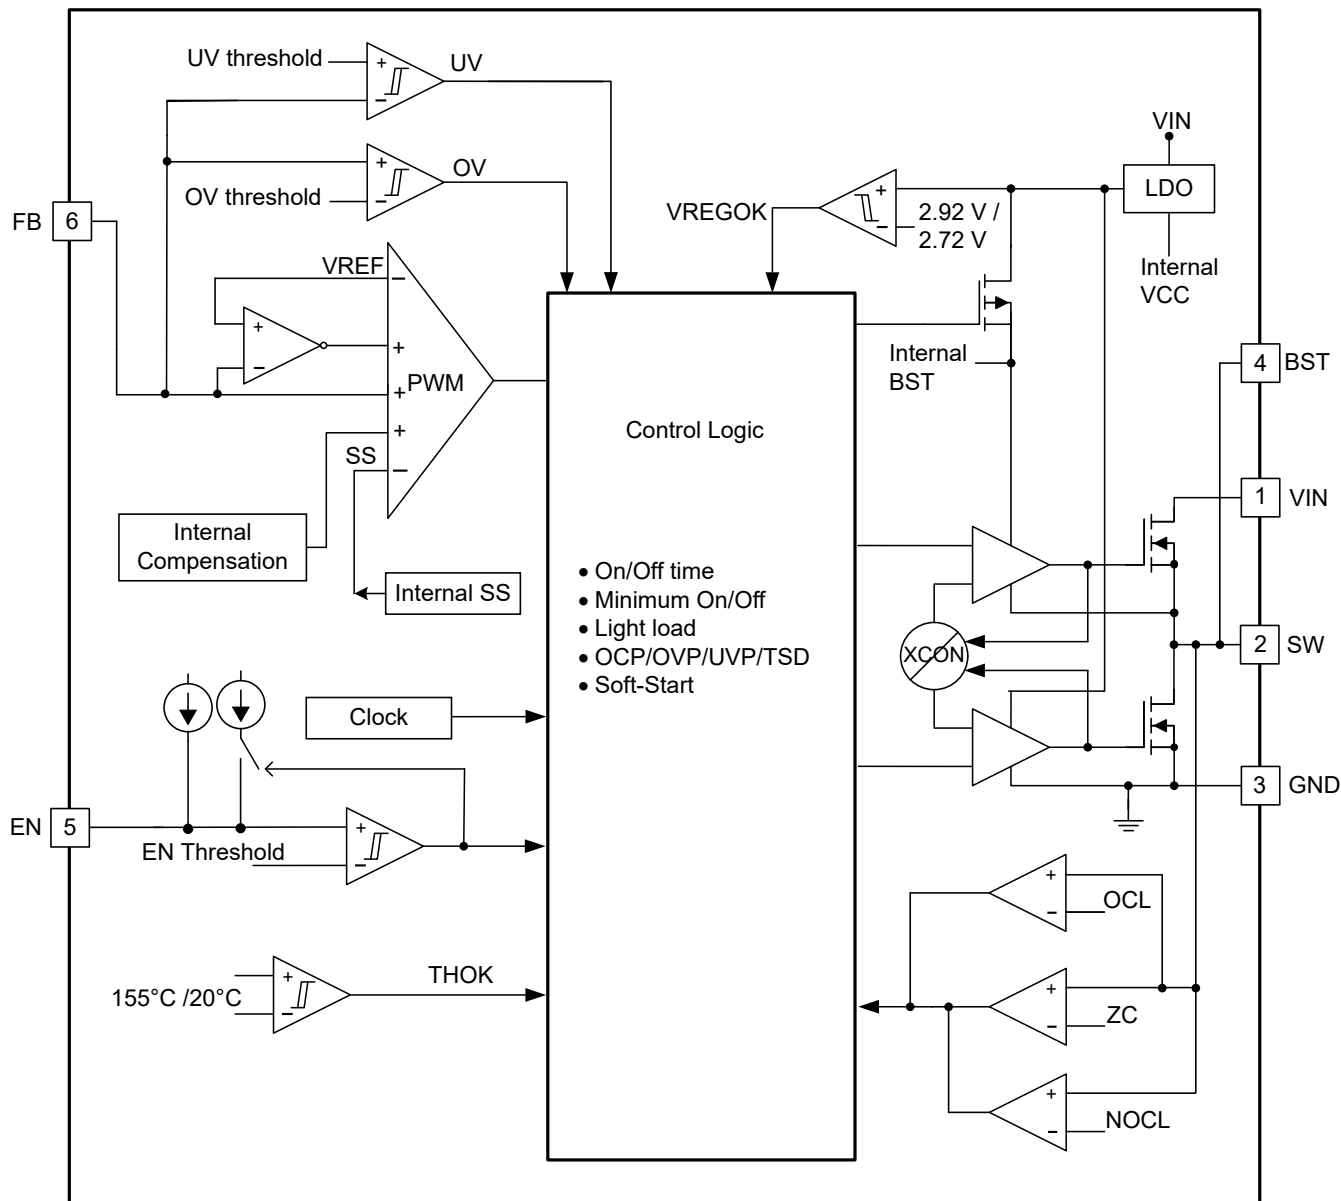 UV threshold
+
−
UV
OV threshold
+
−
OV
FB
6
VREF
−
+
−
+
+
PWM
+
SS
−
Internal
Compensation
Internal SS
Clock
EN
5
EN Threshold
+
−
155°C /20°C
+
−
THOK
Control Logic
• On/Off time
• Minimum On/Off
• Light load
• OCP/OVP/UVP/TSD
• Soft-Start
VREGOK
+
−
2.92 V /
2.72 V
VIN
LDO
Internal
VCC
Internal
BST
4
BST
1
VIN
XCON
2
SW
3
GND
+
−
OCL
+
−
ZC
+
−
NOCL